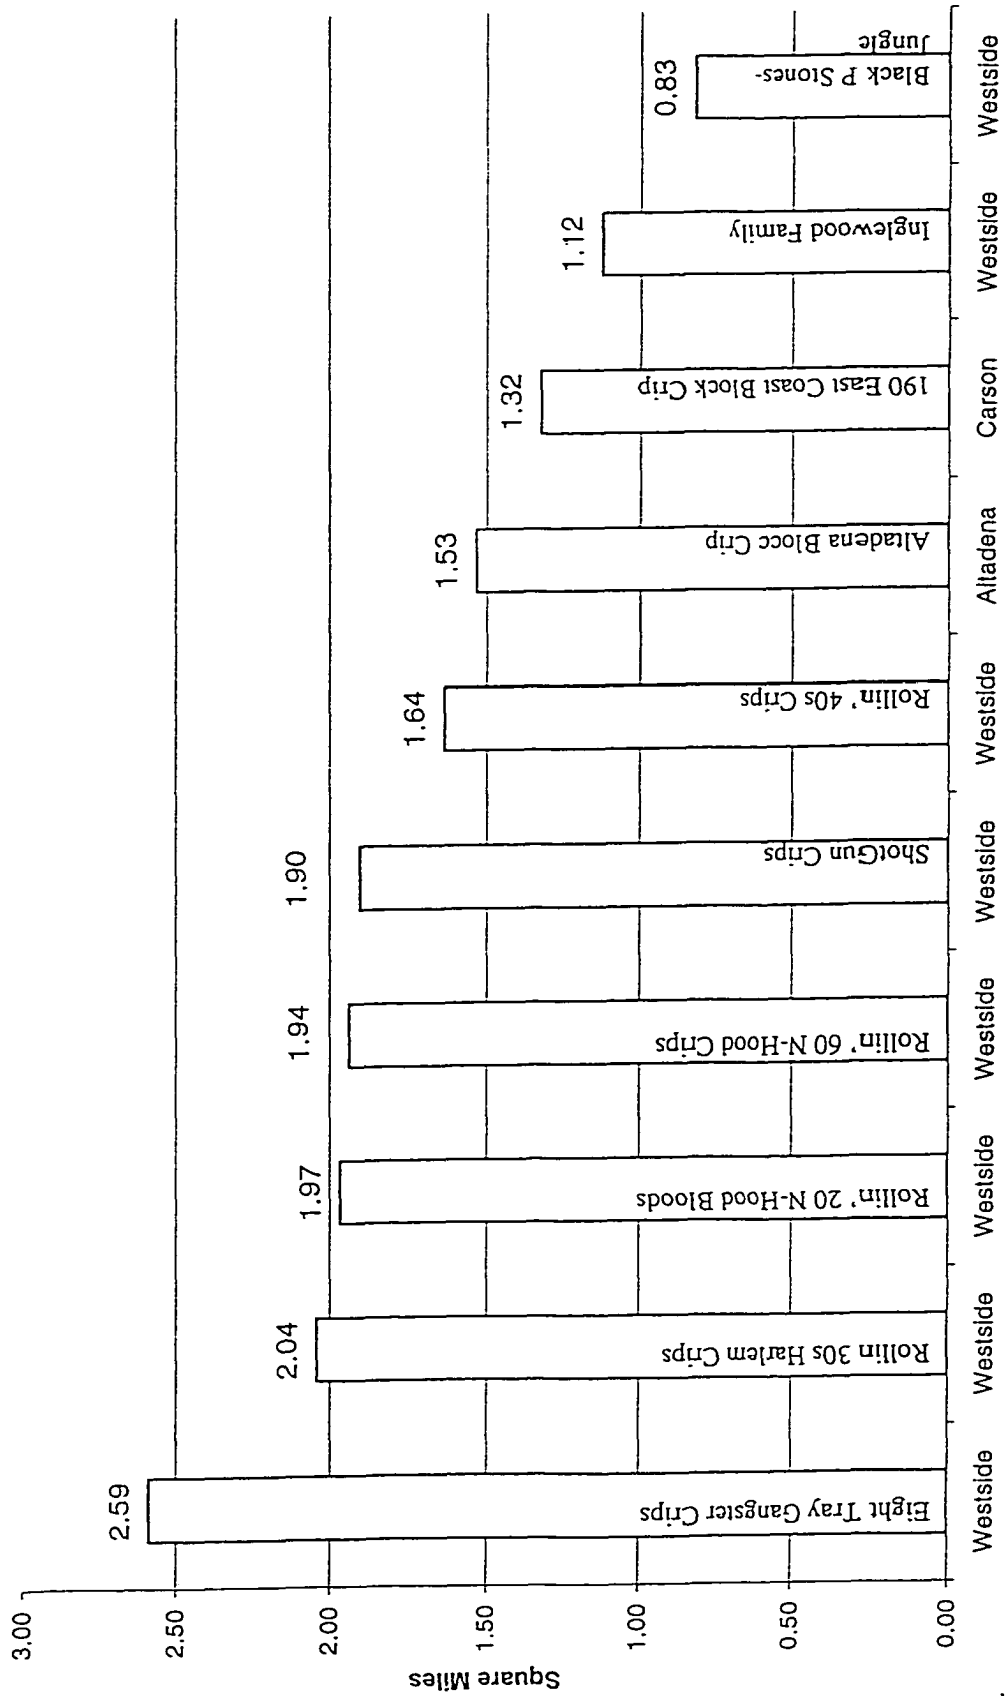 Square Miles
3.00
2.50
2.00
1.50
1.00
0.50
0.00
2.59
2.04
1.97
1.94
1.90
1.64
1.53
1.32
1.12
0.83
Eight Tray Gangster Crips
Rollin 30s Harlem Crips
Rollin' 20 N-Hood Bloods
Rollin' 60 N-Hood Crips
ShotGun Crips
Rollin' 40s Crips
Altadena Blocc Crip
190 East Coast Block Crip
Inglewood Family
Black P Stones-
Jungle
Westside
Westside
Westside
Westside
Westside
Westside
Altadena
Carson
Westside
Westside